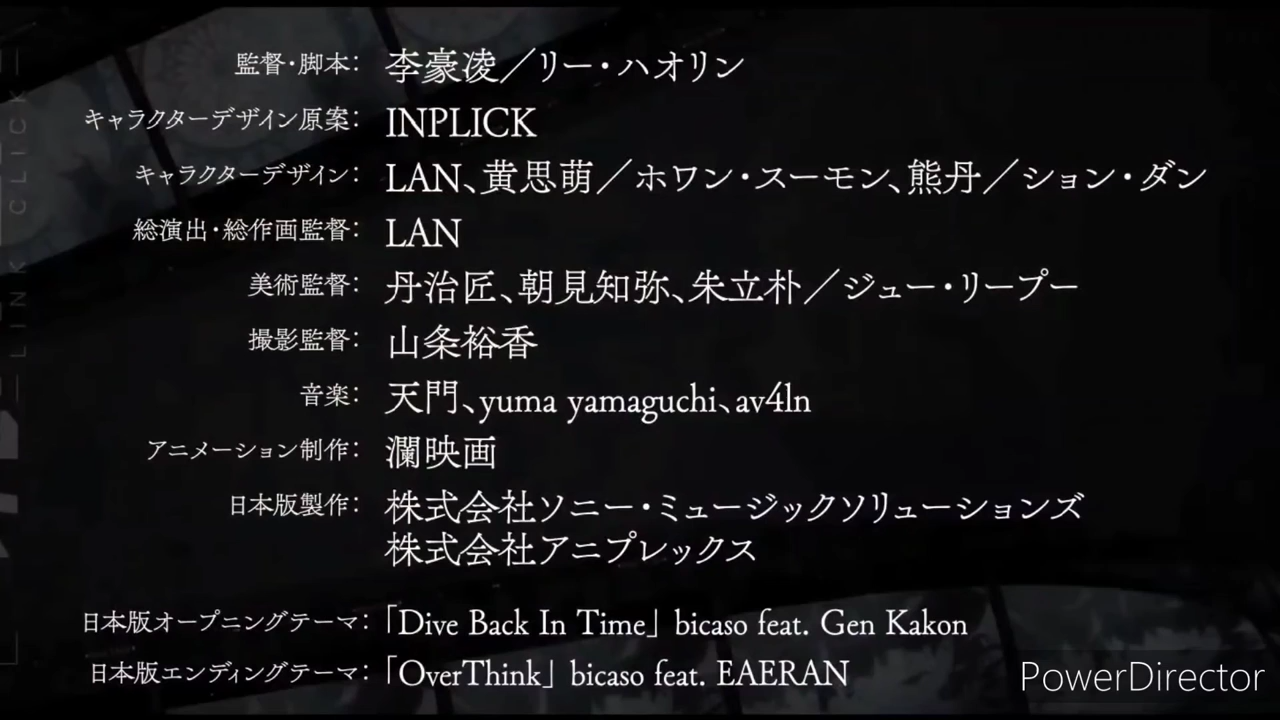 監督・脚本： 李豪凌／リー・ハオリン
キャラクターデザイン原案： INPLICK
キャラクターデザイン： LAN、黄思萌／ホワン・スーモン、熊丹／ション・ダン
総演出・総作画監督： LAN
美術監督： 丹治匠、朝見知弥、朱立朴／ジュー・リープー
撮影監督： 山条裕香
音楽： 天門、yuma yamaguchi、av4ln
アニメーション制作： 瀾映画
日本版製作： 株式会社ソニー・ミュージックソリューションズ
株式会社アニプレックス
日本版オープニングテーマ：「Dive Back In Time」 bicaso feat. Gen Kakon
日本版エンディングテーマ：「OverThink」 bicaso feat. EAERAN
LINK CLICK
PowerDirector